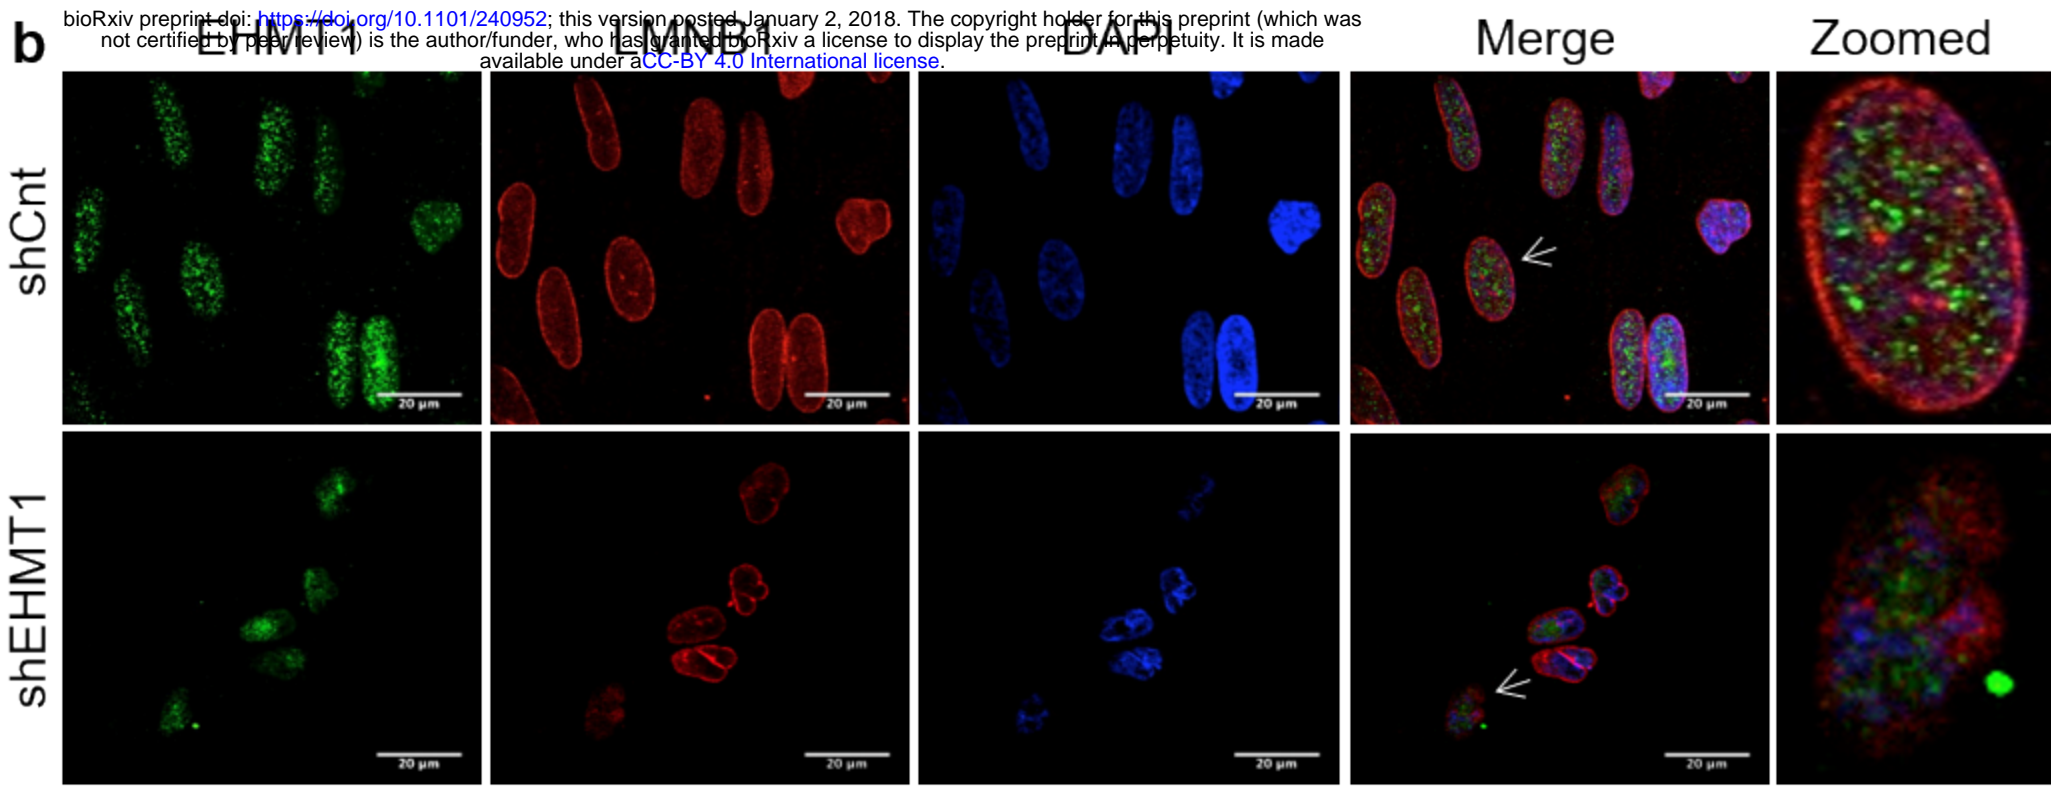 bioRxiv preprint doi: https://doi.org/10.1101/240952; this version posted January 2, 2018. The copyright holder for this preprint (which was
not certified by peer review) is the author/funder, who has granted bioRxiv a license to display the preprint in perpetuity. It is made
available under aCC-BY 4.0 International license.
b EHMT1 LMNB1 DAPI Merge Zoomed
shCnt
20 µm 20 µm 20 µm 20 µm
shEHMT1
20 µm 20 µm 20 µm 20 µm